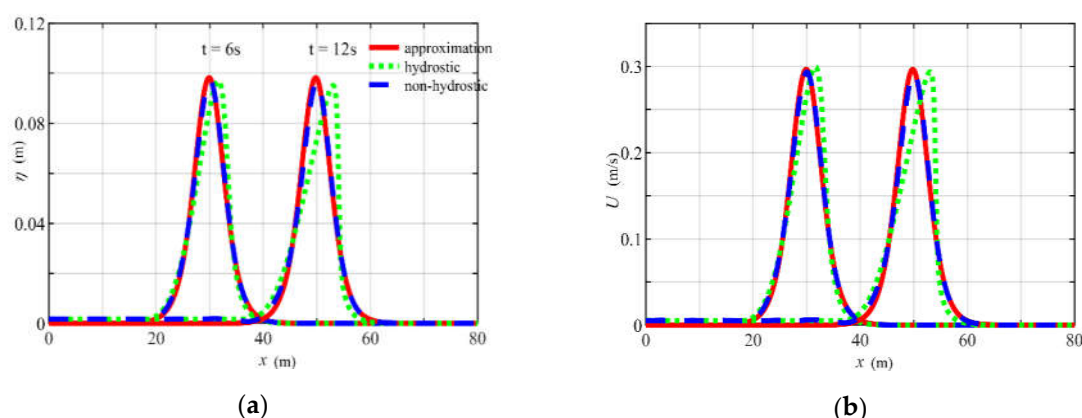 0.12
t = 6s
t = 12s
approximation
hydrostic
non-hydrostic
0.08
η (m)
0.04
0
0
20
40
60
80
x (m)
(a)
0.3
0.2
U (m/s)
0.1
0
0
20
40
60
80
x (m)
(b)